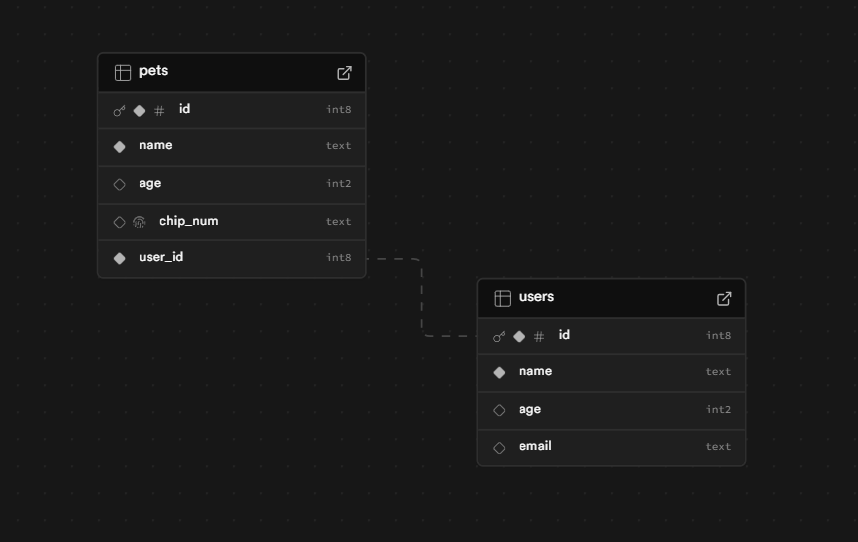 pets
# id int8
name text
age int2
chip_num text
user_id int8
users
# id int8
name text
age int2
email text